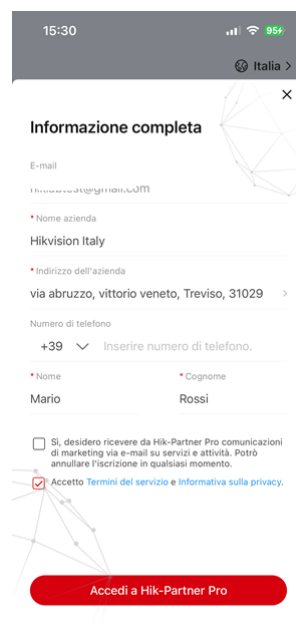 15:30
95
Italia >
Informazione completa
E-mail
* Nome azienda
Hikvision Italy
* Indirizzo dell'azienda
via abruzzo, vittorio veneto, Treviso, 31029
Numero di telefono
+39 Inserire numero di telefono.
* Nome * Cognome
Mario Rossi
Sì, desidero ricevere da Hik-Partner Pro comunicazioni
di marketing via e-mail su servizi e attività. Potrò
annullare l'iscrizione in qualsiasi momento.
Accetto Termini del servizio e Informativa sulla privacy.
Accedi a Hik-Partner Pro